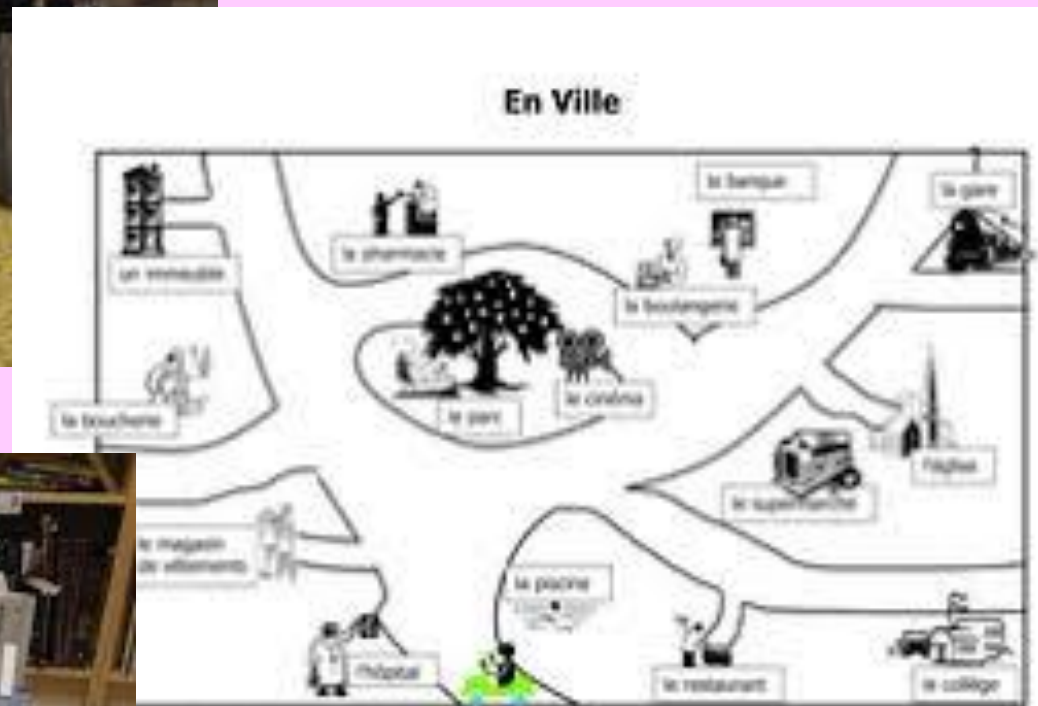 En Ville
la banque
la gare
la pharmacie
un immeuble
la boulangerie
le cinéma
le parc
la boucherie
l'église
le supermarché
le magasin
de vêtements
la piscine
l'hôpital
le restaurant
le collège